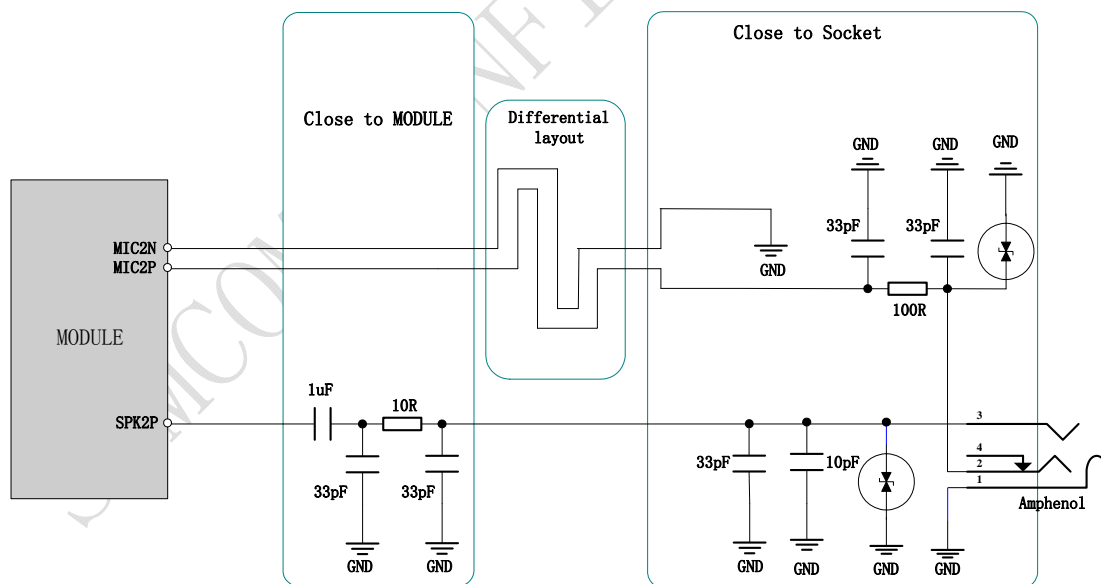 Close to Socket
Close to MODULE
Differential
layout
GND
GND
GND
33pF
33pF
MIC2N
MIC2P
GND
100R
MODULE
1uF
10R
SPK2P
3
4
2
1
33pF
10pF
33pF
33pF
Amphenol
GND
GND
GND
GND
GND
GND